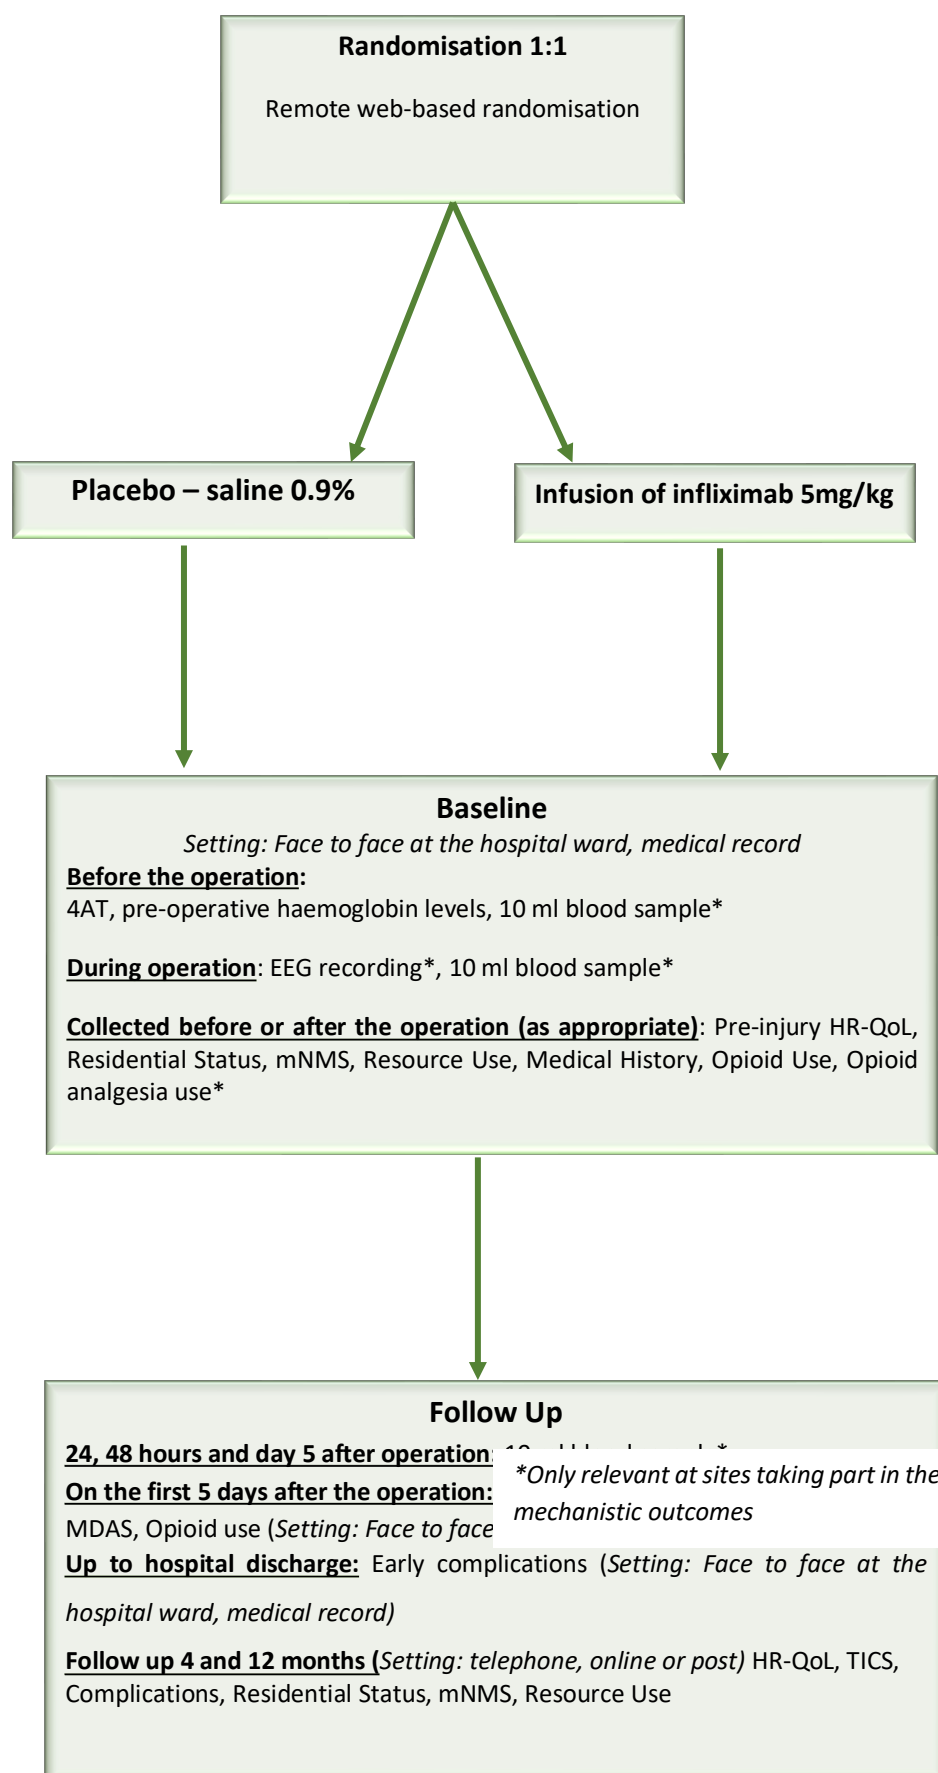 Randomisation 1:1
Remote web-based randomisation
Placebo – saline 0.9%
Infusion of infliximab 5mg/kg
Baseline
Setting: Face to face at the hospital ward, medical record
Before the operation:
4AT, pre-operative haemoglobin levels, 10 ml blood sample*
During operation: EEG recording*, 10 ml blood sample*
Collected before or after the operation (as appropriate): Pre-injury HR-QoL,
Residential Status, mNMS, Resource Use, Medical History, Opioid Use, Opioid
analgesia use*
Follow Up
24, 48 hours and day 5 after operation:
On the first 5 days after the operation:
MDAS, Opioid use (Setting: Face to face
*Only relevant at sites taking part in the
mechanistic outcomes
Up to hospital discharge: Early complications (Setting: Face to face at the
hospital ward, medical record)
Follow up 4 and 12 months (Setting: telephone, online or post) HR-QoL, TICS,
Complications, Residential Status, mNMS, Resource Use